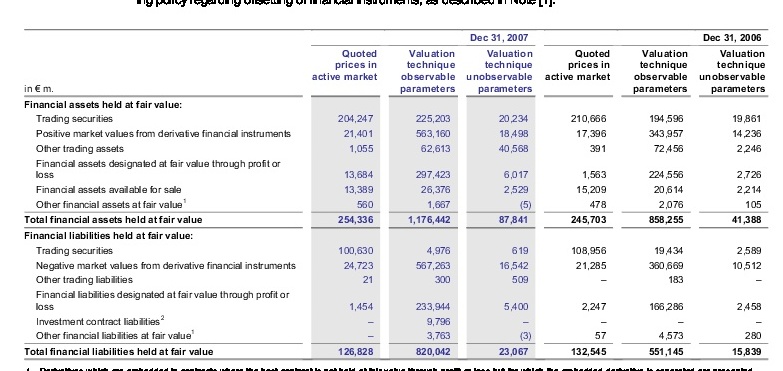 ing policy regarding offsetting of financial instruments, as described in Note [1].
Dec 31, 2007 Dec 31, 2006
in € m. Quoted prices in active market Valuation technique observable parameters Valuation technique unobservable parameters Quoted prices in active market Valuation technique observable parameters Valuation technique unobservable parameters
Financial assets held at fair value:
Trading securities 204,247 225,203 20,234 210,666 194,596 19,861
Positive market values from derivative financial instruments 21,401 563,160 18,498 17,396 343,957 14,236
Other trading assets 1,055 62,613 40,568 391 72,456 2,246
Financial assets designated at fair value through profit or
loss 13,684 297,423 6,017 1,563 224,556 2,726
Financial assets available for sale 13,389 26,376 2,529 15,209 20,614 2,214
Other financial assets at fair value1 560 1,667 (5) 478 2,076 105
Total financial assets held at fair value 254,336 1,176,442 87,841 245,703 858,255 41,388
Financial liabilities held at fair value:
Trading securities 100,630 4,976 619 108,956 19,434 2,589
Negative market values from derivative financial instruments 24,723 567,263 16,542 21,285 360,669 10,512
Other trading liabilities 21 300 509 – 183 –
Financial liabilities designated at fair value through profit or
loss 1,454 233,944 5,400 2,247 166,286 2,458
Investment contract liabilities2 – 9,796 – – – –
Other financial liabilities at fair value1 – 3,763 (3) 57 4,573 280
Total financial liabilities held at fair value 126,828 820,042 23,067 132,545 551,145 15,839